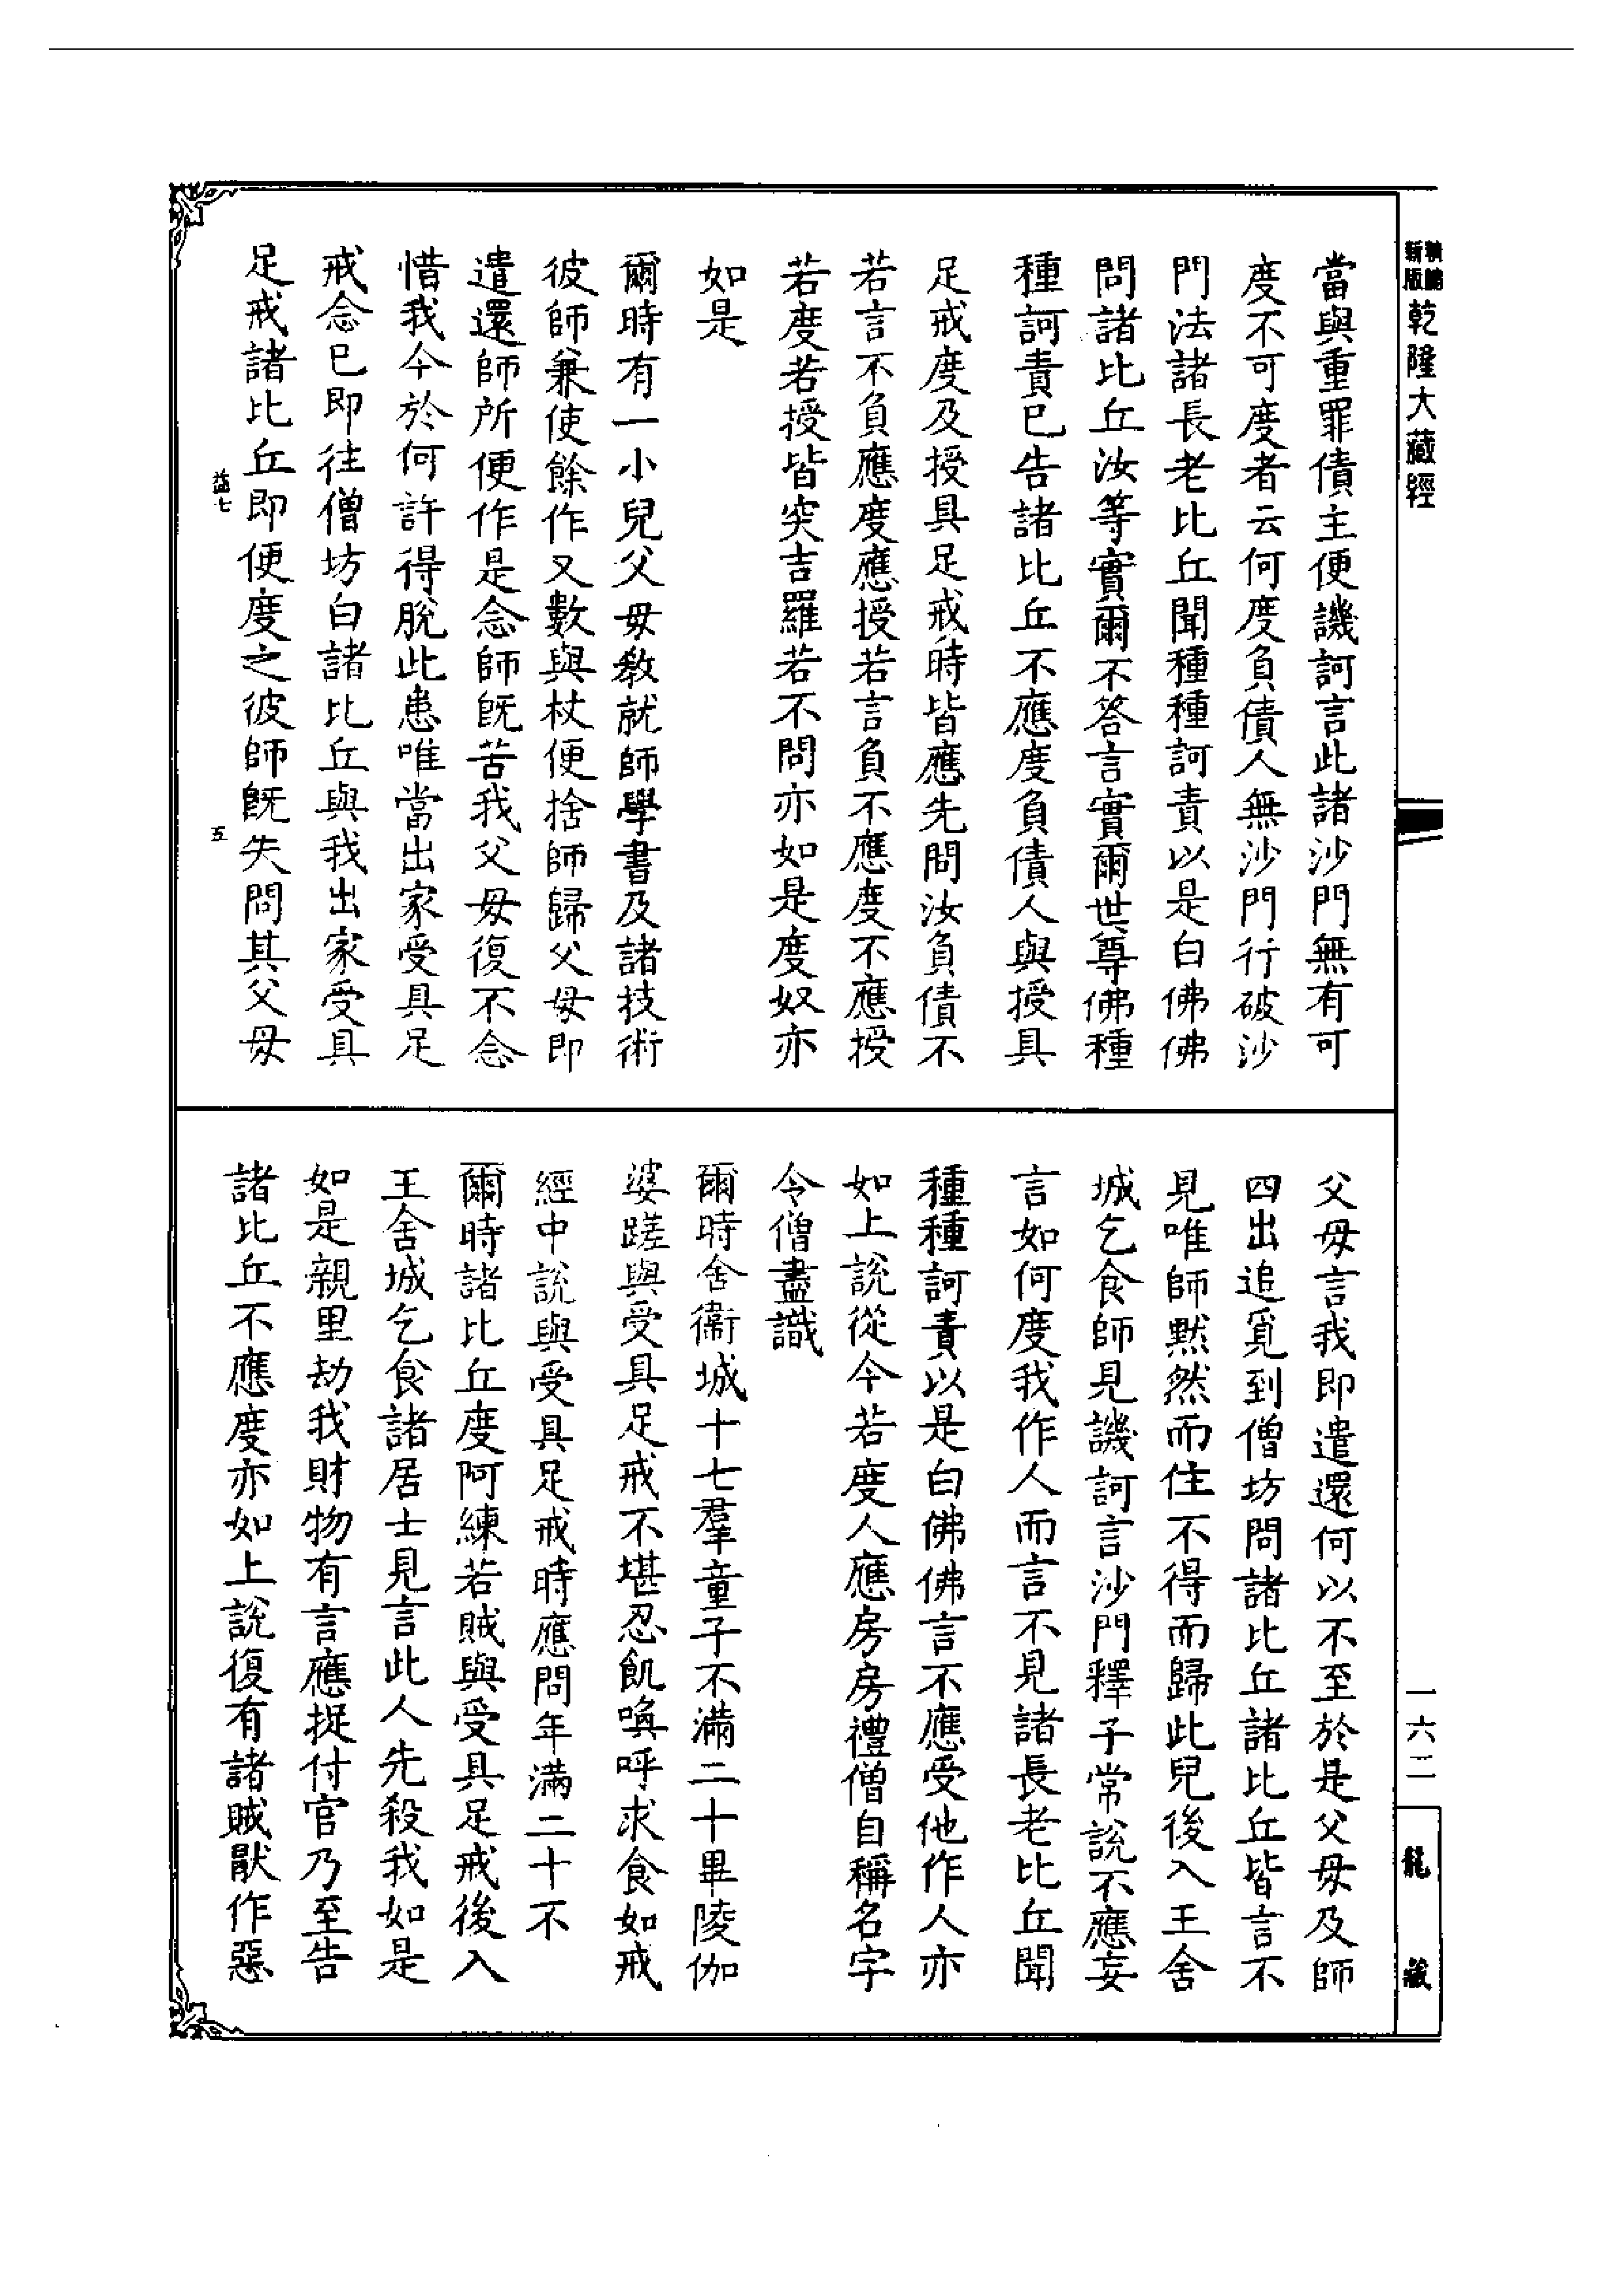 新編
新版
乾隆大藏經
當與重罪債主便譏訶言此諸沙門無有可
度不可度者云何度負債人無沙門行破沙
門法諸長老比丘聞種種訶責以是白佛佛
問諸比丘汝等實爾不答言實爾世尊佛種
種訶責已告諸比丘不應度負債人與授具
足戒度及授具足戒時皆應先問汝負債不
若言不負應度應授若言負不應度不應授
若度若授皆突吉羅若不問亦如是度奴亦
如是
爾時有一小兒父母教就師學書及諸技術
彼師兼使餘作又數與杖便捨師歸父母即
遣還師所便作是念師旣苦我父母復不念
惜我今於何許得脫此患唯當出家受具足
戒念已即往僧坊白諸比丘與我出家受具
足戒諸比丘即便度之彼師旣失問其父母
益七
五
父母言我即遣還何以不至於是父母及師
四出追覓到僧坊問諸比丘諸比丘皆言不
見唯師默然而住不得而歸此兒後入王舍
城乞食師見譏訶言沙門釋子常說不應妄
言如何度我作人而言不見諸長老比丘聞
種種訶責以是白佛佛言不應受他作人亦
如上說從今若度人應房房禮僧自稱名字
令僧盡識
爾時舍衞城十七羣童子不滿二十畢陵伽
婆蹉與受具足戒不堪忍飢喚呼求食如戒
經中說與受具足戒時應問年滿二十不
爾時諸比丘度阿練若賊與受具足戒後入
王舍城乞食諸居士見言此人先殺我如是
如是親里劫我財物有言應捉付官乃至告
諸比丘不應度亦如上說復有諸賊厭作惡
一六二
龍藏